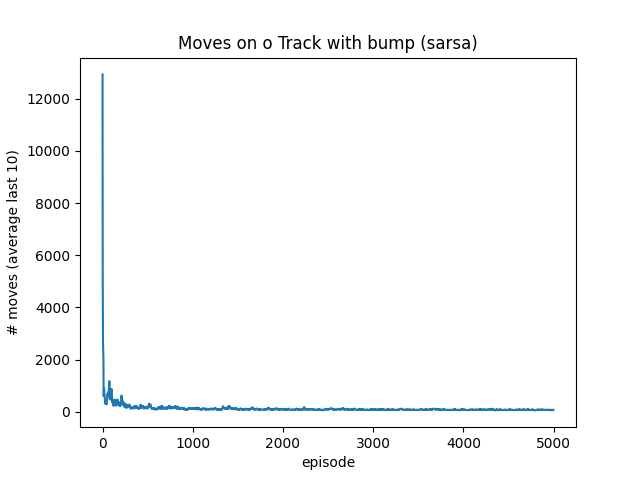 Moves on o Track with bump (sarsa)
# moves (average last 10)
12000
10000
8000
6000
4000
2000
0
0 1000 2000 3000 4000 5000
episode